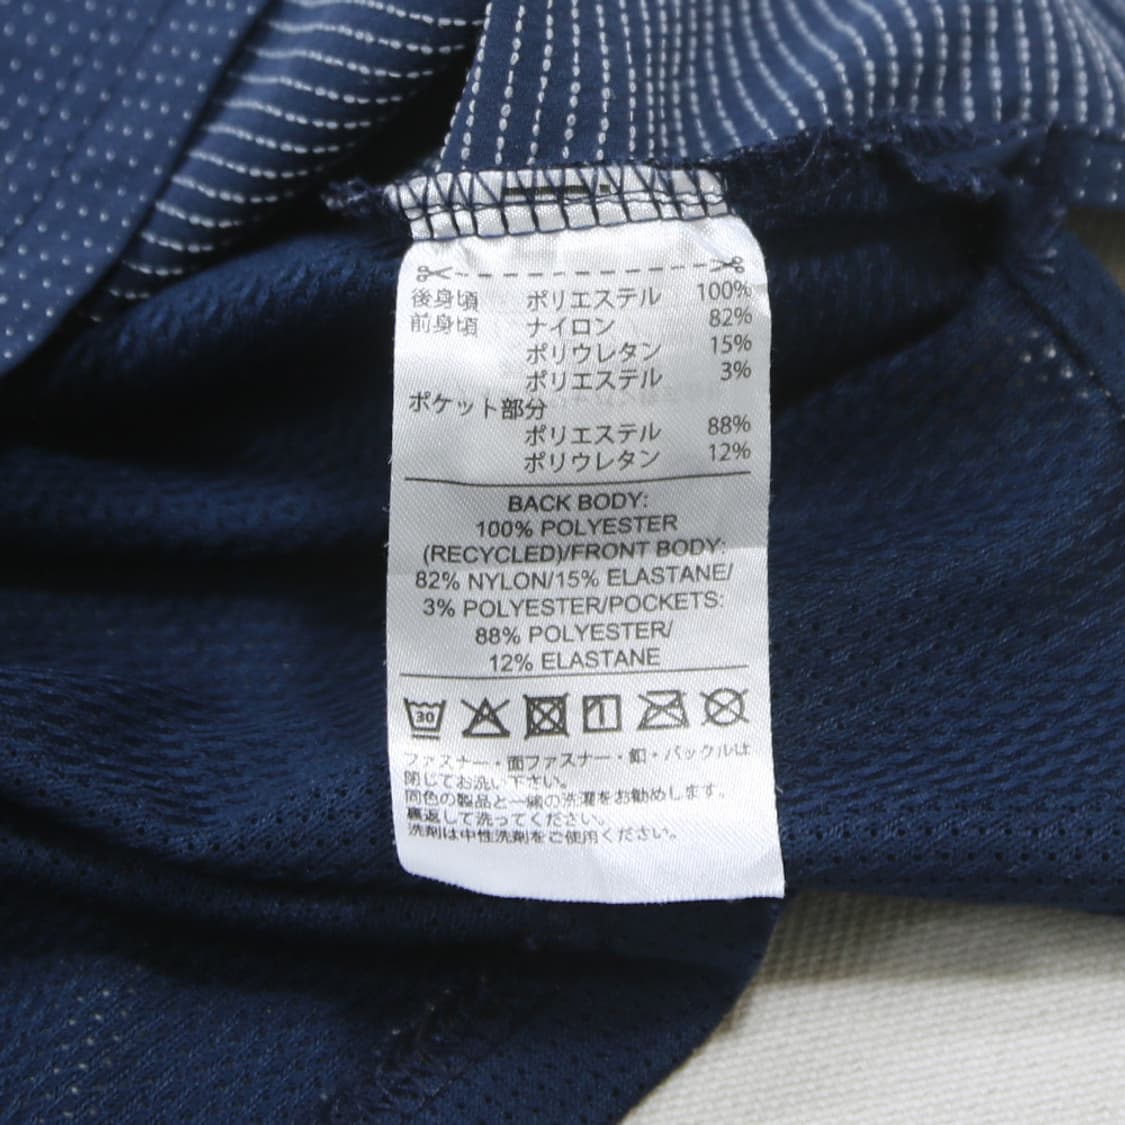 後身頃 ポリエステル 100%
前身頃 ナイロン 82%
ポリウレタン 15%
ポリエステル 3%
ポケット部分
ポリエステル 88%
ポリウレタン 12%
BACK BODY:
100% POLYESTER
(RECYCLED)/FRONT BODY:
82% NYLON/15% ELASTANE/
3% POLYESTER/POCKETS:
88% POLYESTER/
12% ELASTANE
30 1
ファスナー・面ファスナー・釦・バックルは
閉じてお洗い下さい。
同色の製品と一緒の洗濯をお勧めします。
裏返して洗ってください。
洗剤は中性洗剤をご使用ください。